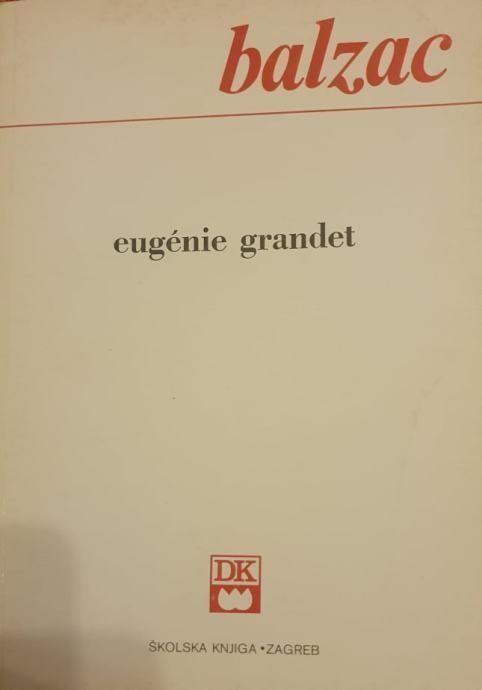 balzac
eugénie grandet
DK
ŠKOLSKA KNJIGA • ZAGREB